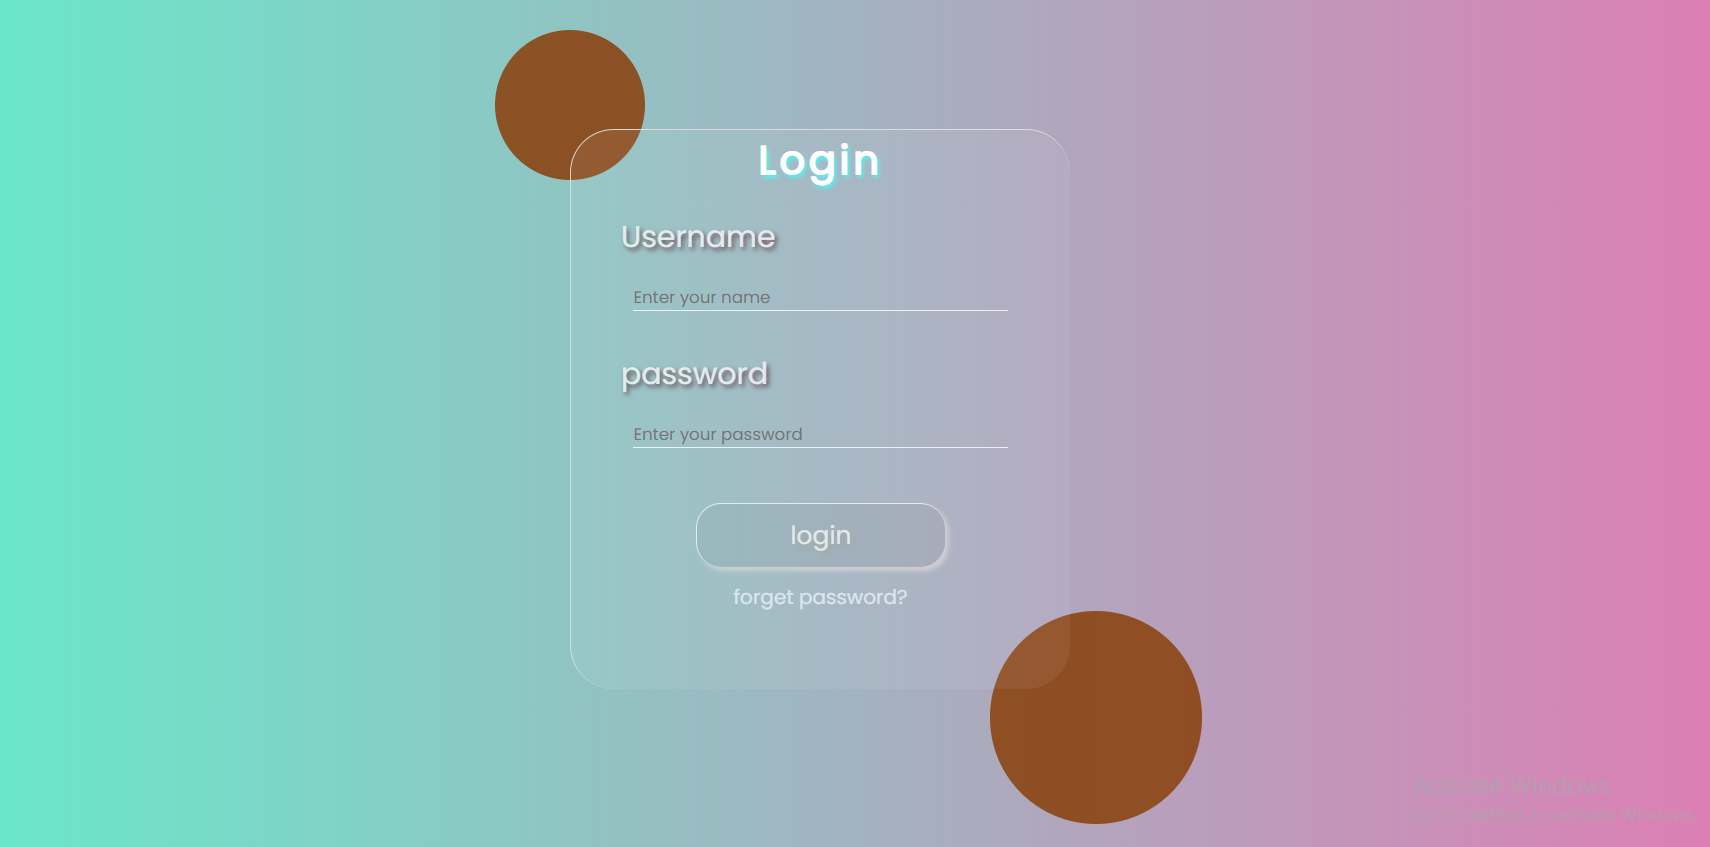 Login
Username
Enter your name
password
Enter your password
login
forget password?
Activate Windows
Go to Settings to activate Windows.